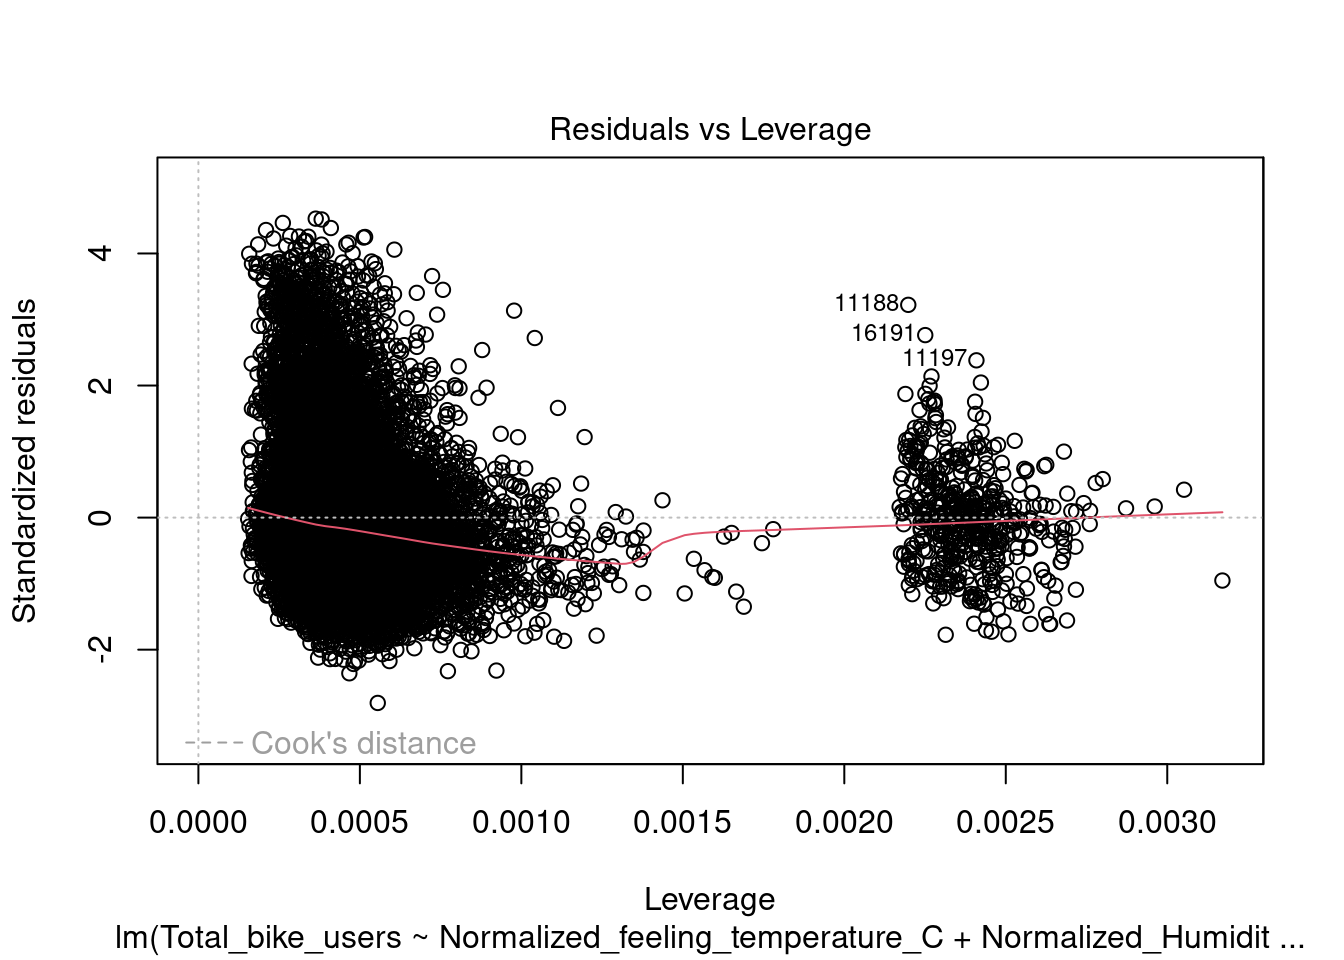 Residuals vs Leverage
Standardized residuals
4
2
0
-2
11188
16191
11197
Cook's distance
0.0000 0.0005 0.0010 0.0015 0.0020 0.0025 0.0030
Leverage
lm(Total_bike_users ~ Normalized_feeling_temperature_C + Normalized_Humidit ...